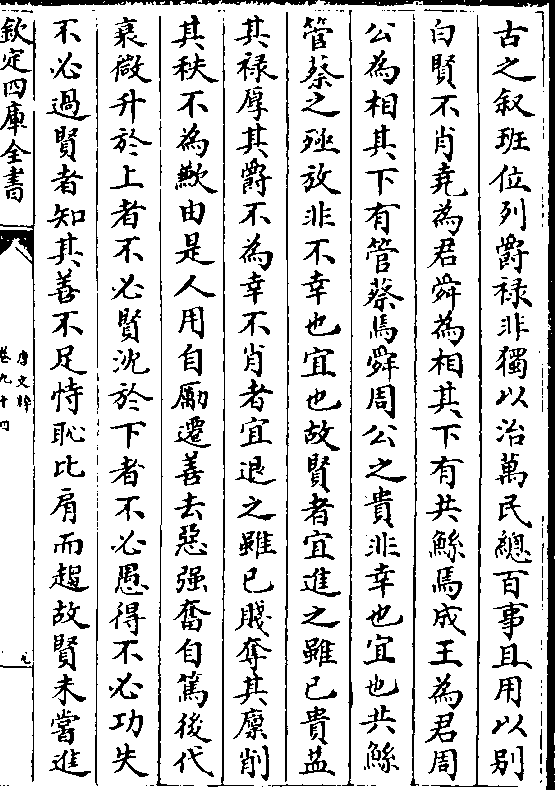 古之叙班位列爵禄非獨以治萬民總百事且用以别
白賢不肖堯為君舜為相其下有共鯀焉成王為君周
公為相其下有管蔡焉舜周公之貴非幸也宜也共鯀
管蔡之殛放非不幸也宜也故賢者宜進之雖已貴益
其禄厚其爵不為幸不肖者宜退之雖已賤奪其廪削
其秩不為歉由是人用自勵遷善去惡强奮自篤後代
衰微升於上者不必賢沈於下者不必愚得不必功失
不必過賢者知其善不足恃恥比肩而趨故賢未嘗進
欽定四庫全書
唐文粹
卷九十四
九